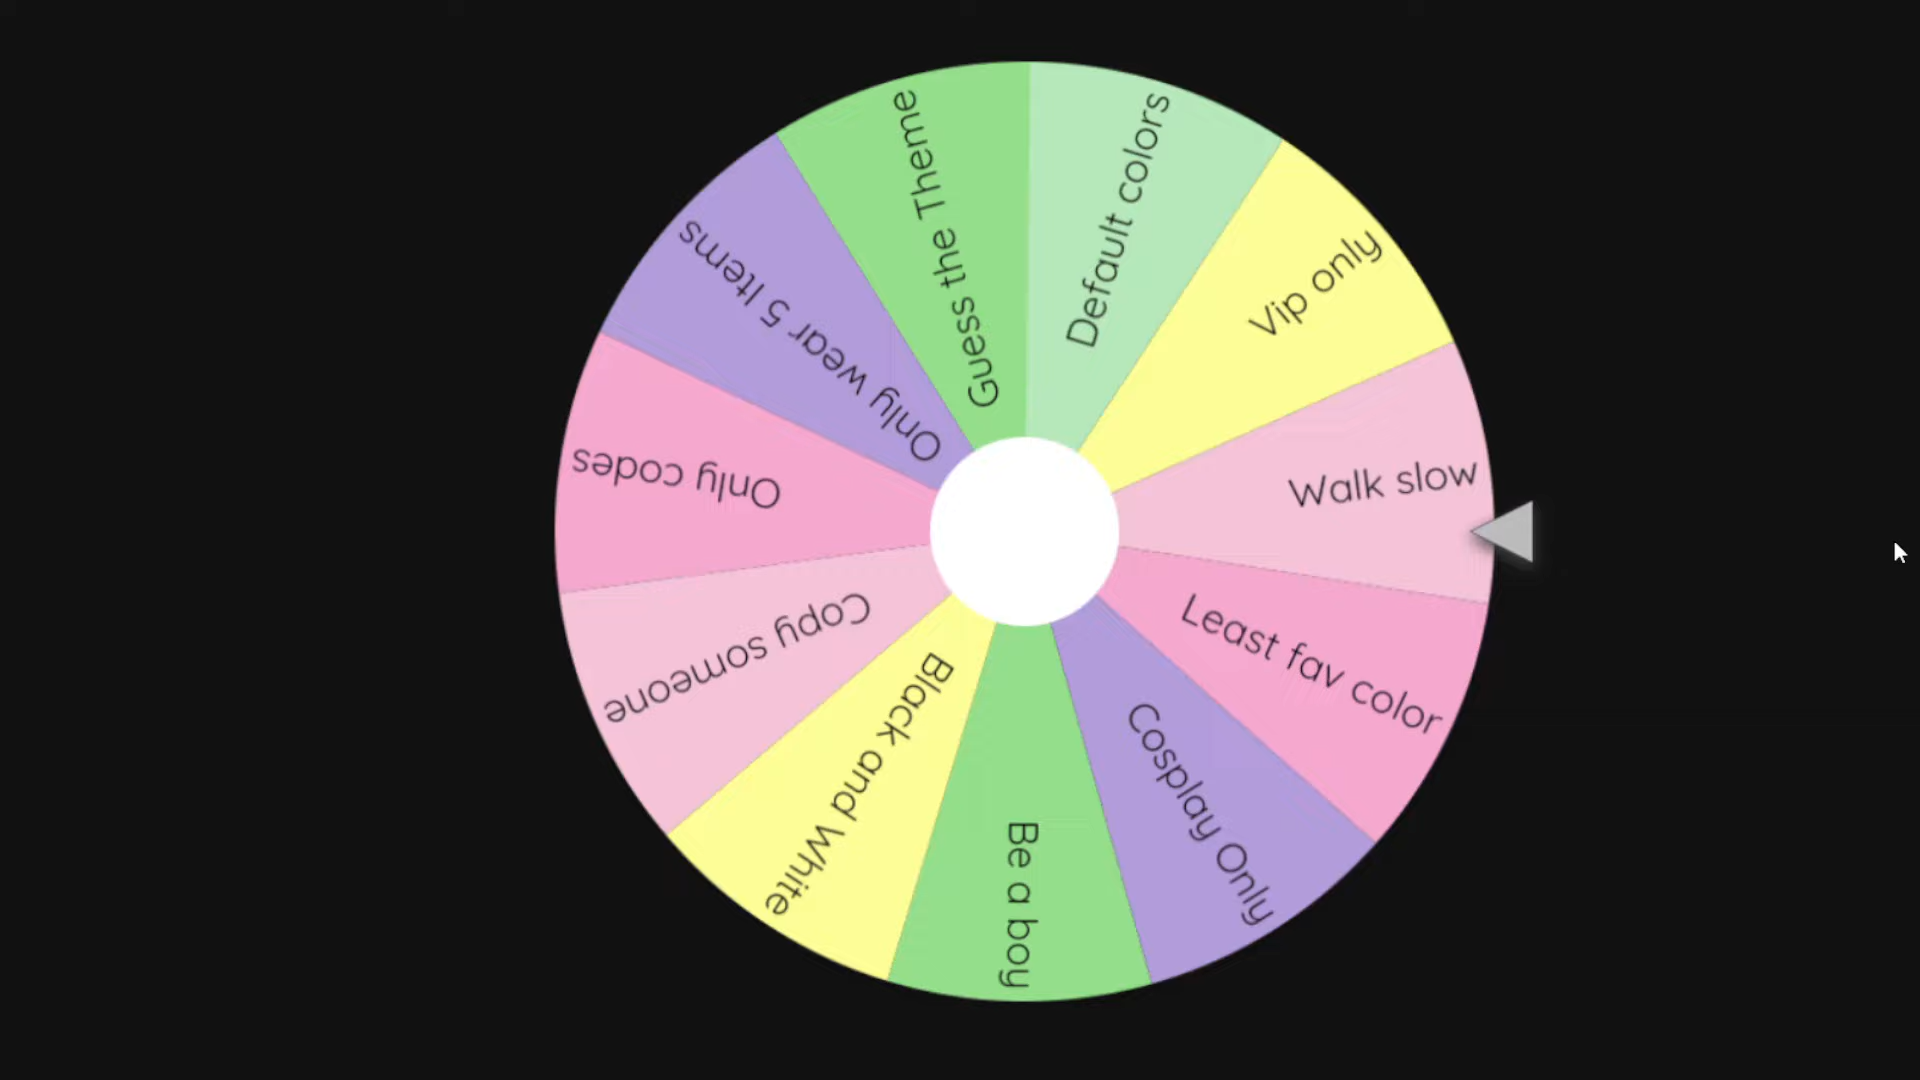 Guess the Theme
Default colors
Vip only
Walk slow
Least fav color
Cosplay Only
Be a boy
Black and White
Copy someone
Only codes
Only wear 5 Items